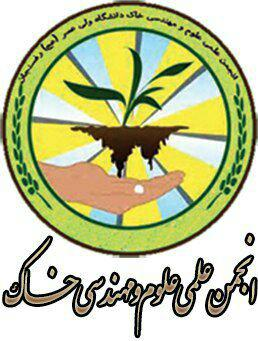 انجمن علمی علوم و مهندسی خاک دانشگاه ولی عصر (عج) رفسنجان
انجمن علمی علوم و مهندسی خاک